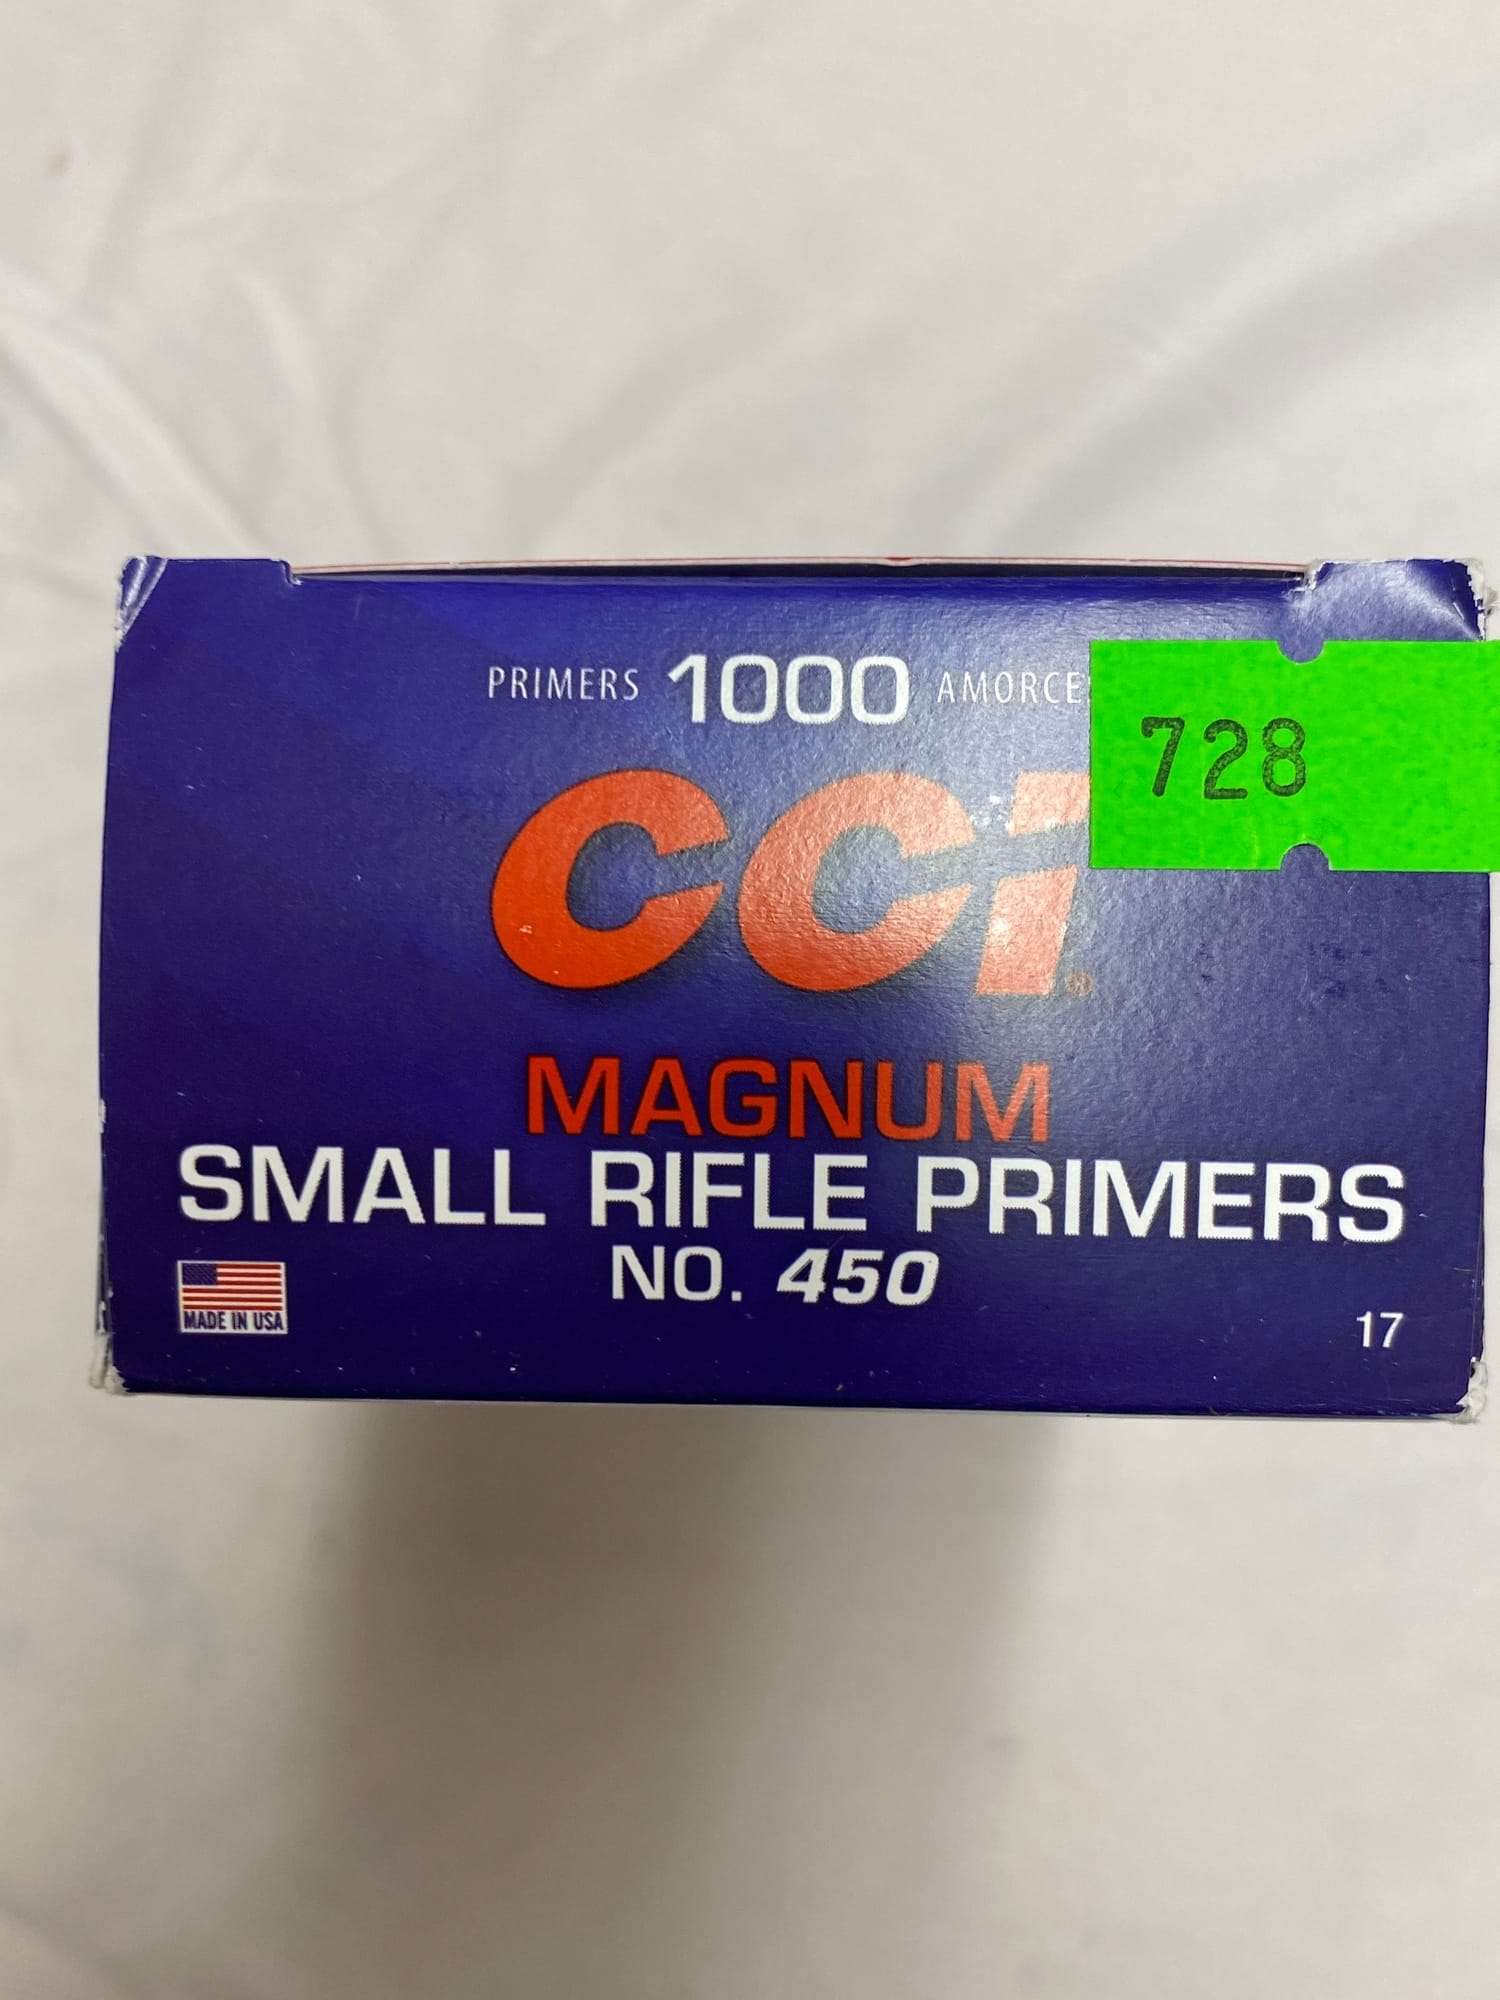 PRIMERS 1000 AMORCE
728
CCI®
MAGNUM
SMALL RIFLE PRIMERS
NO. 450
MADE IN USA
17